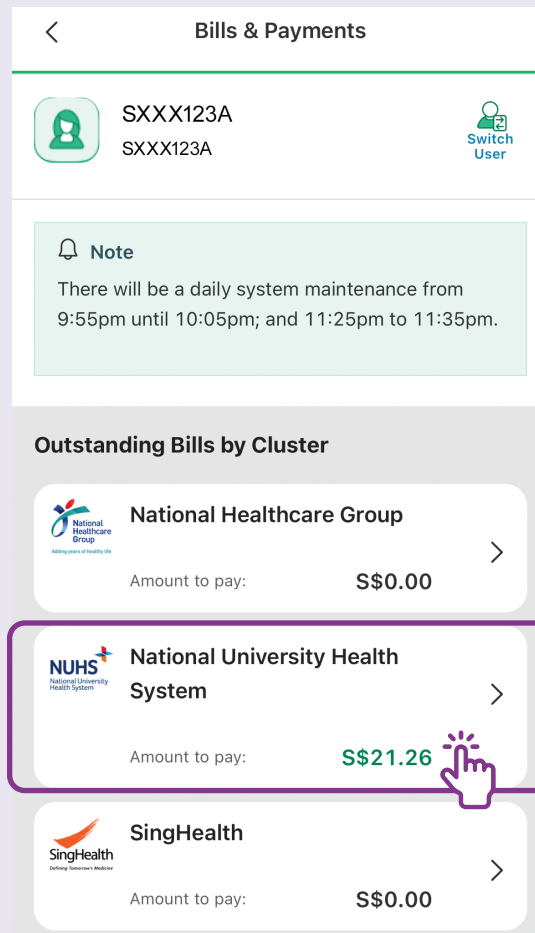 Bills & Payments
SXXX123A
SXXX123A
Switch
User
Note
There will be a daily system maintenance from
9:55pm until 10:05pm; and 11:25pm to 11:35pm.
Outstanding Bills by Cluster
National
Healthcare
Group
Adding years of healthy life
National Healthcare Group
Amount to pay:
S$0.00
NUHS
National University
Health System
National University Health
System
Amount to pay:
S$21.26
SingHealth
Defining Tomorrow's Medicine
SingHealth
Amount to pay:
S$0.00